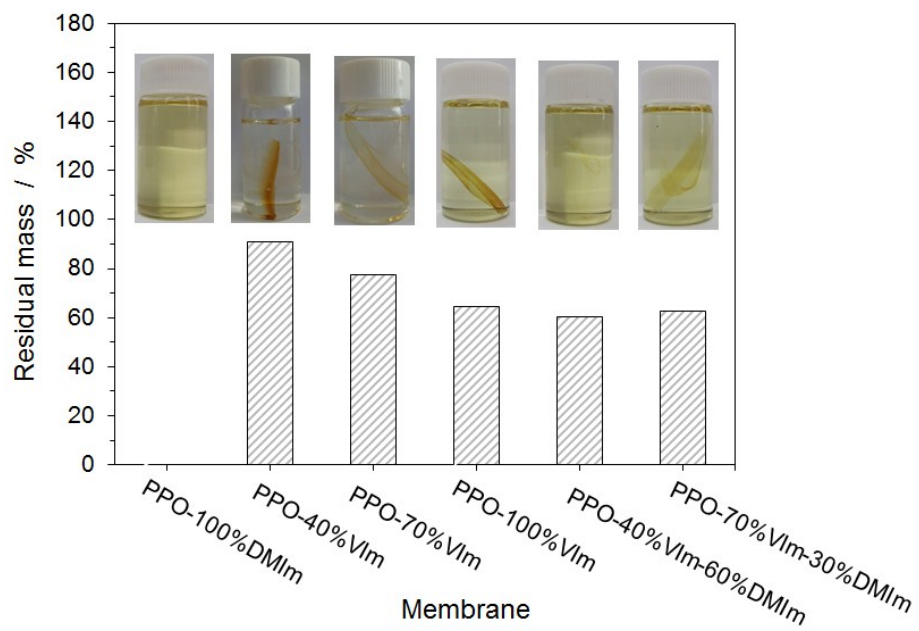 180
160
140
120
100
80
60
40
20
0
Residual mass / %
PPO-100%DMIm
PPO-40%VIm
PPO-70%VIm
PPO-100%VIm
PPO-40%VIm-60%DMIm
PPO-70%VIm-30%DMIm
Membrane